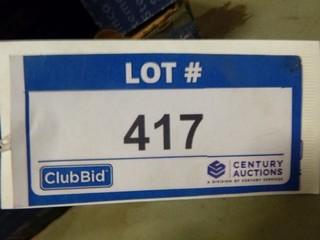 LOT #
417
ClubBid
CENTURY
AUCTIONS
A DIVISION OF CENTURY SERVICES